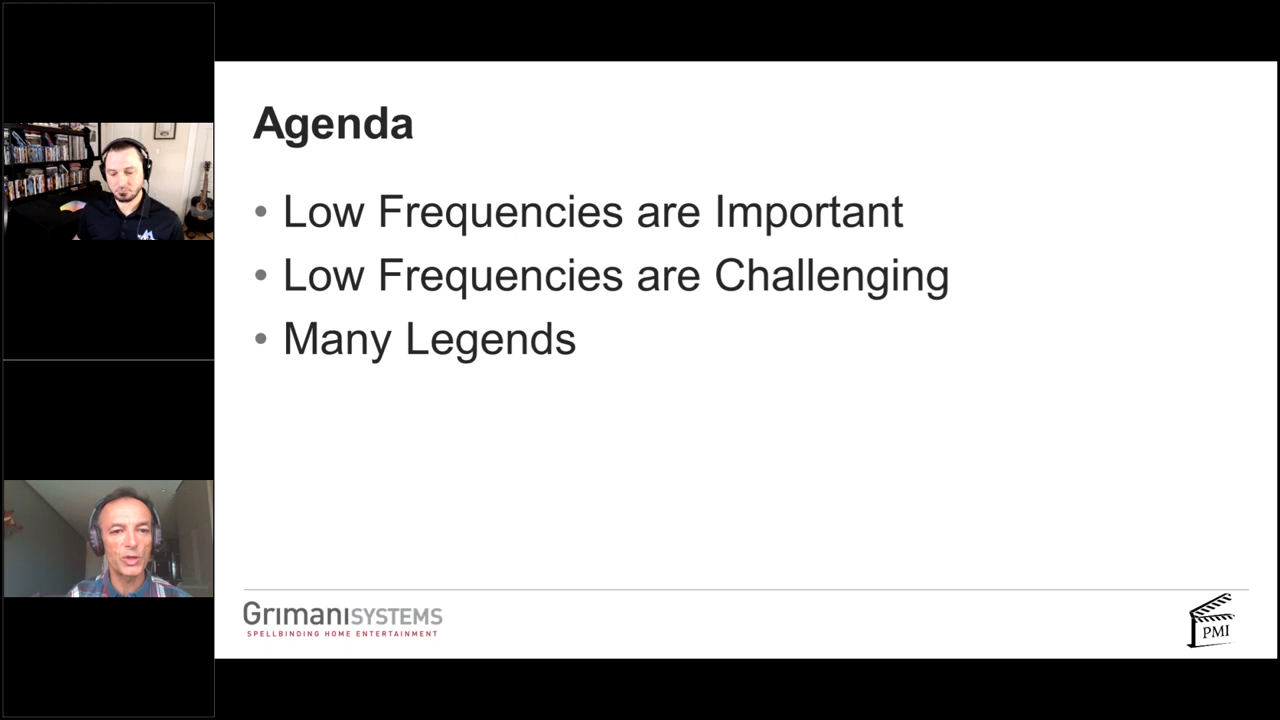 Agenda
• Low Frequencies are Important
• Low Frequencies are Challenging
• Many Legends
GrimaniSYSTEMS
SPELLBINDING HOME ENTERTAINMENT
PMI